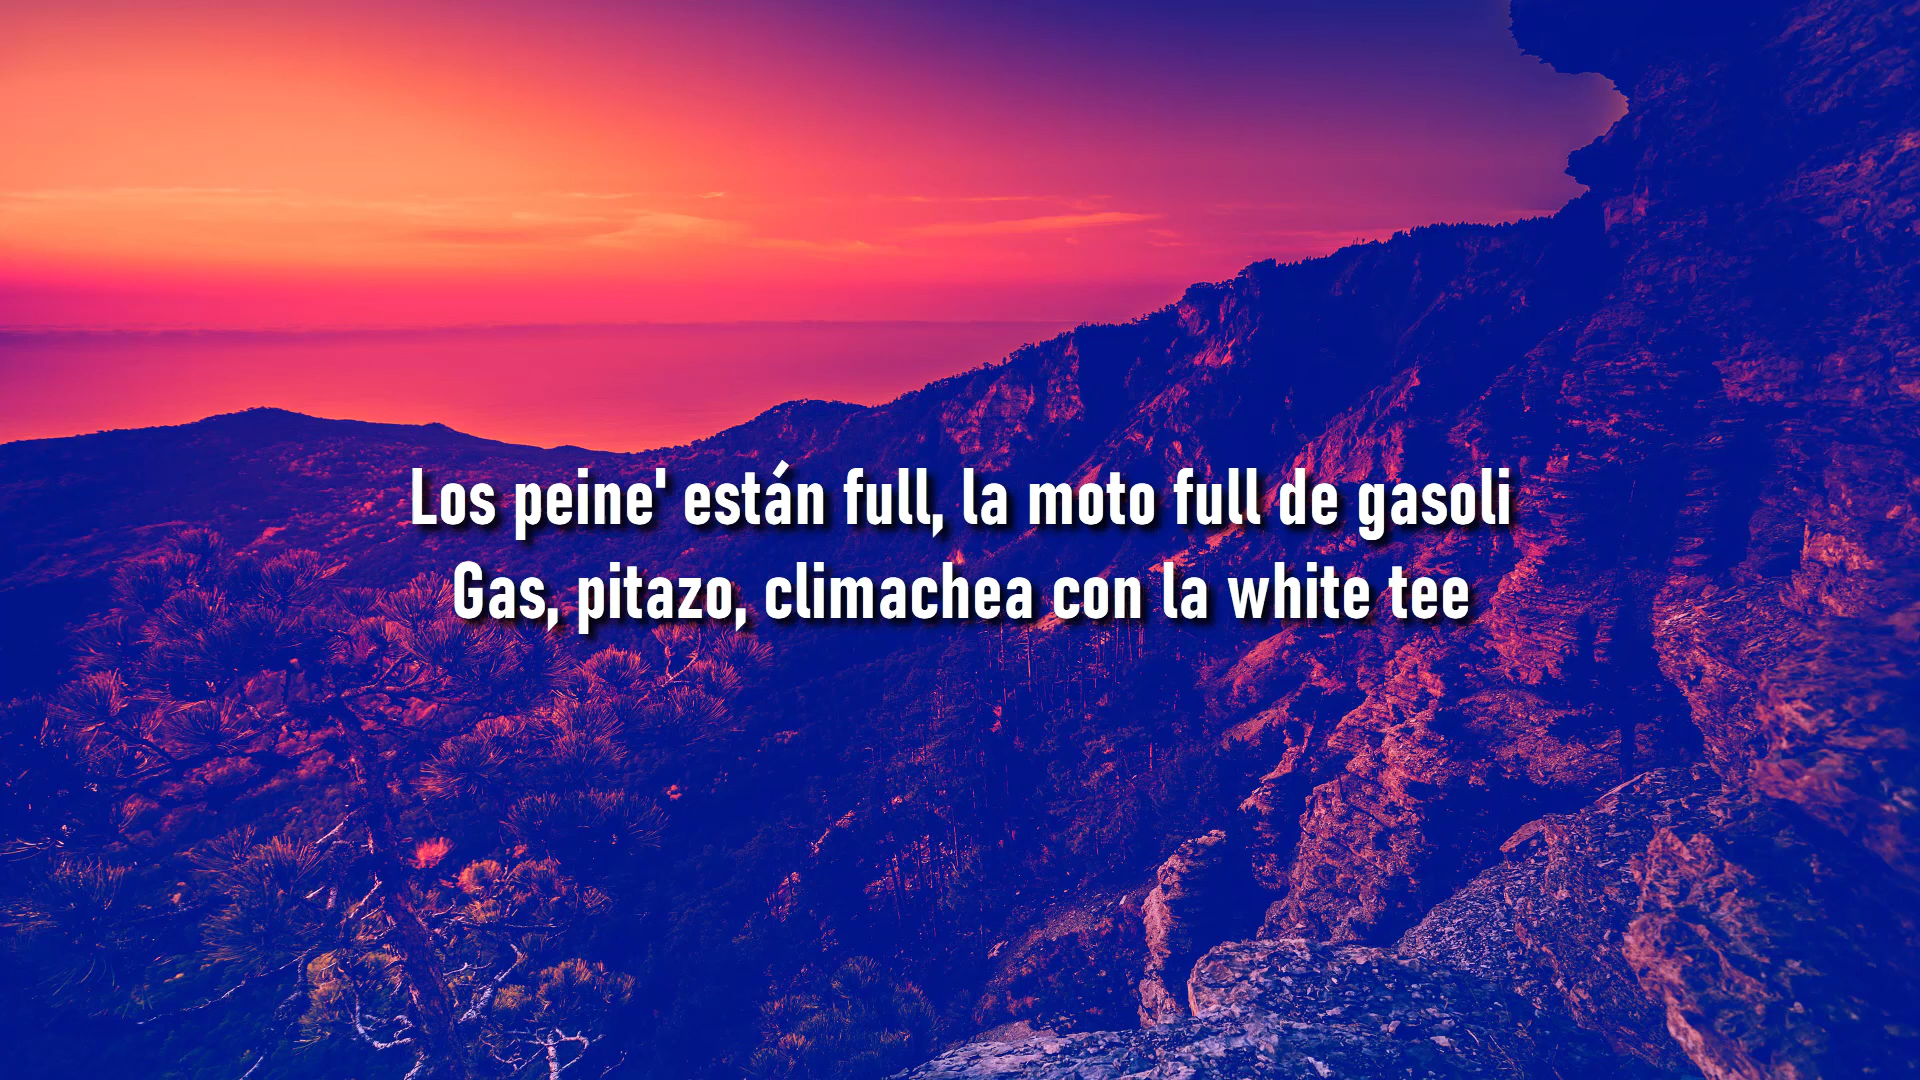 Los peine' están full, la moto full de gasoli
Gas, pitazo, climachea con la white tee